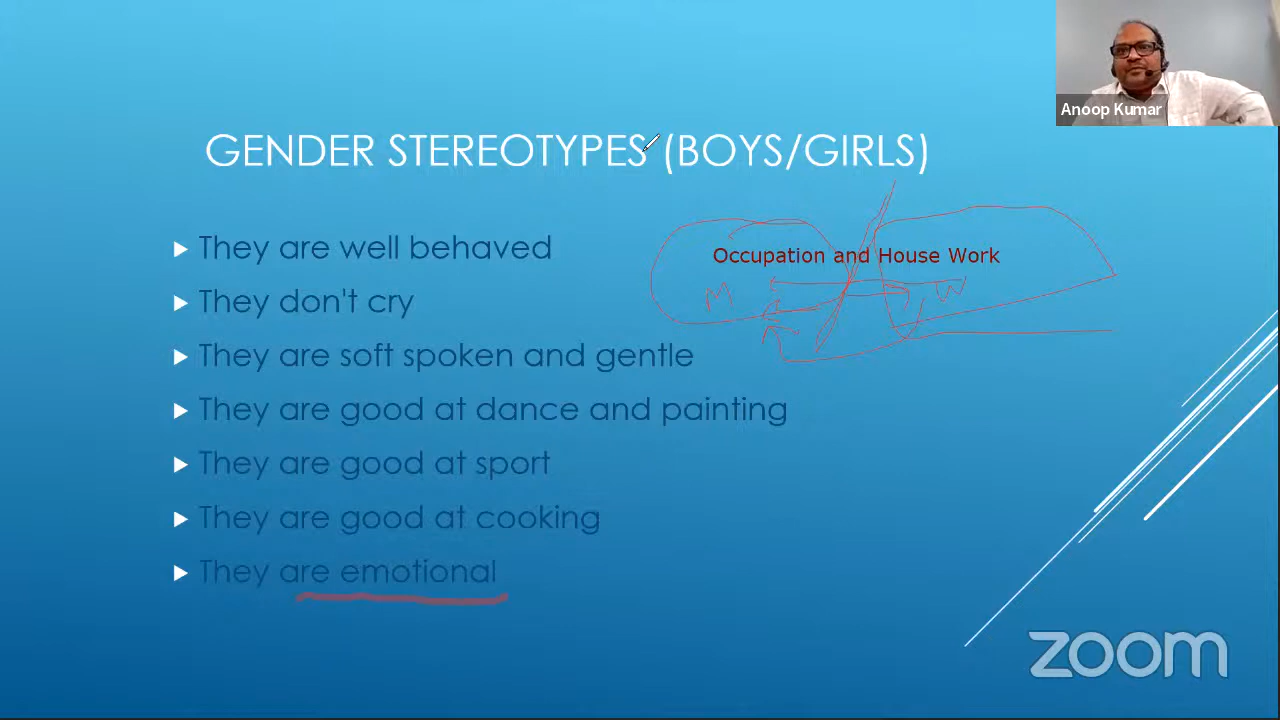 Anoop Kumar
GENDER STEREOTYPES (BOYS/GIRLS)
They are well behaved
Occupation and House Work
They don't cry
M W
They are soft spoken and gentle
They are good at dance and painting
They are good at sport
They are good at cooking
They are emotional
zoom